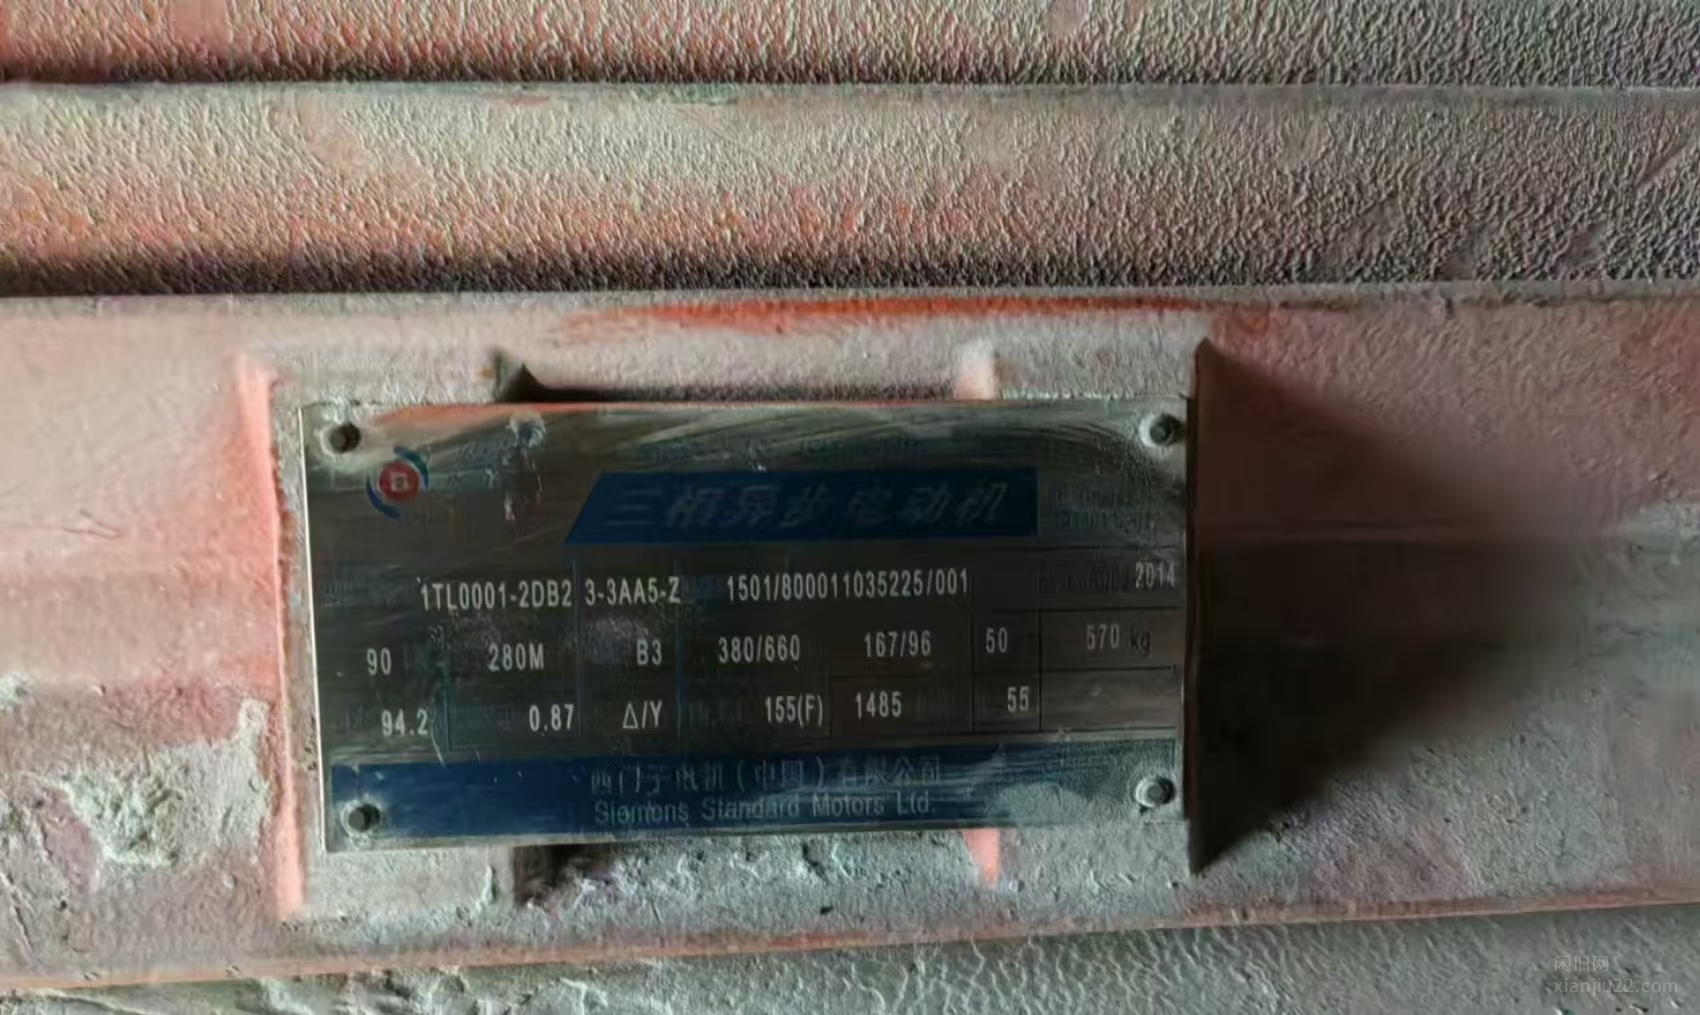 三相异步电动机
1TL0001-2DB2 3-3AA5-Z 1501/800011035225/001 2014
90 280M B3 380/660 167/96 50 570 kg
94.2 0.87 Δ/Y 155(F) 1485 55
西门子电机(中国)有限公司
Siemens Standard Motors Ltd.
闲旧网
xianjiu22.com